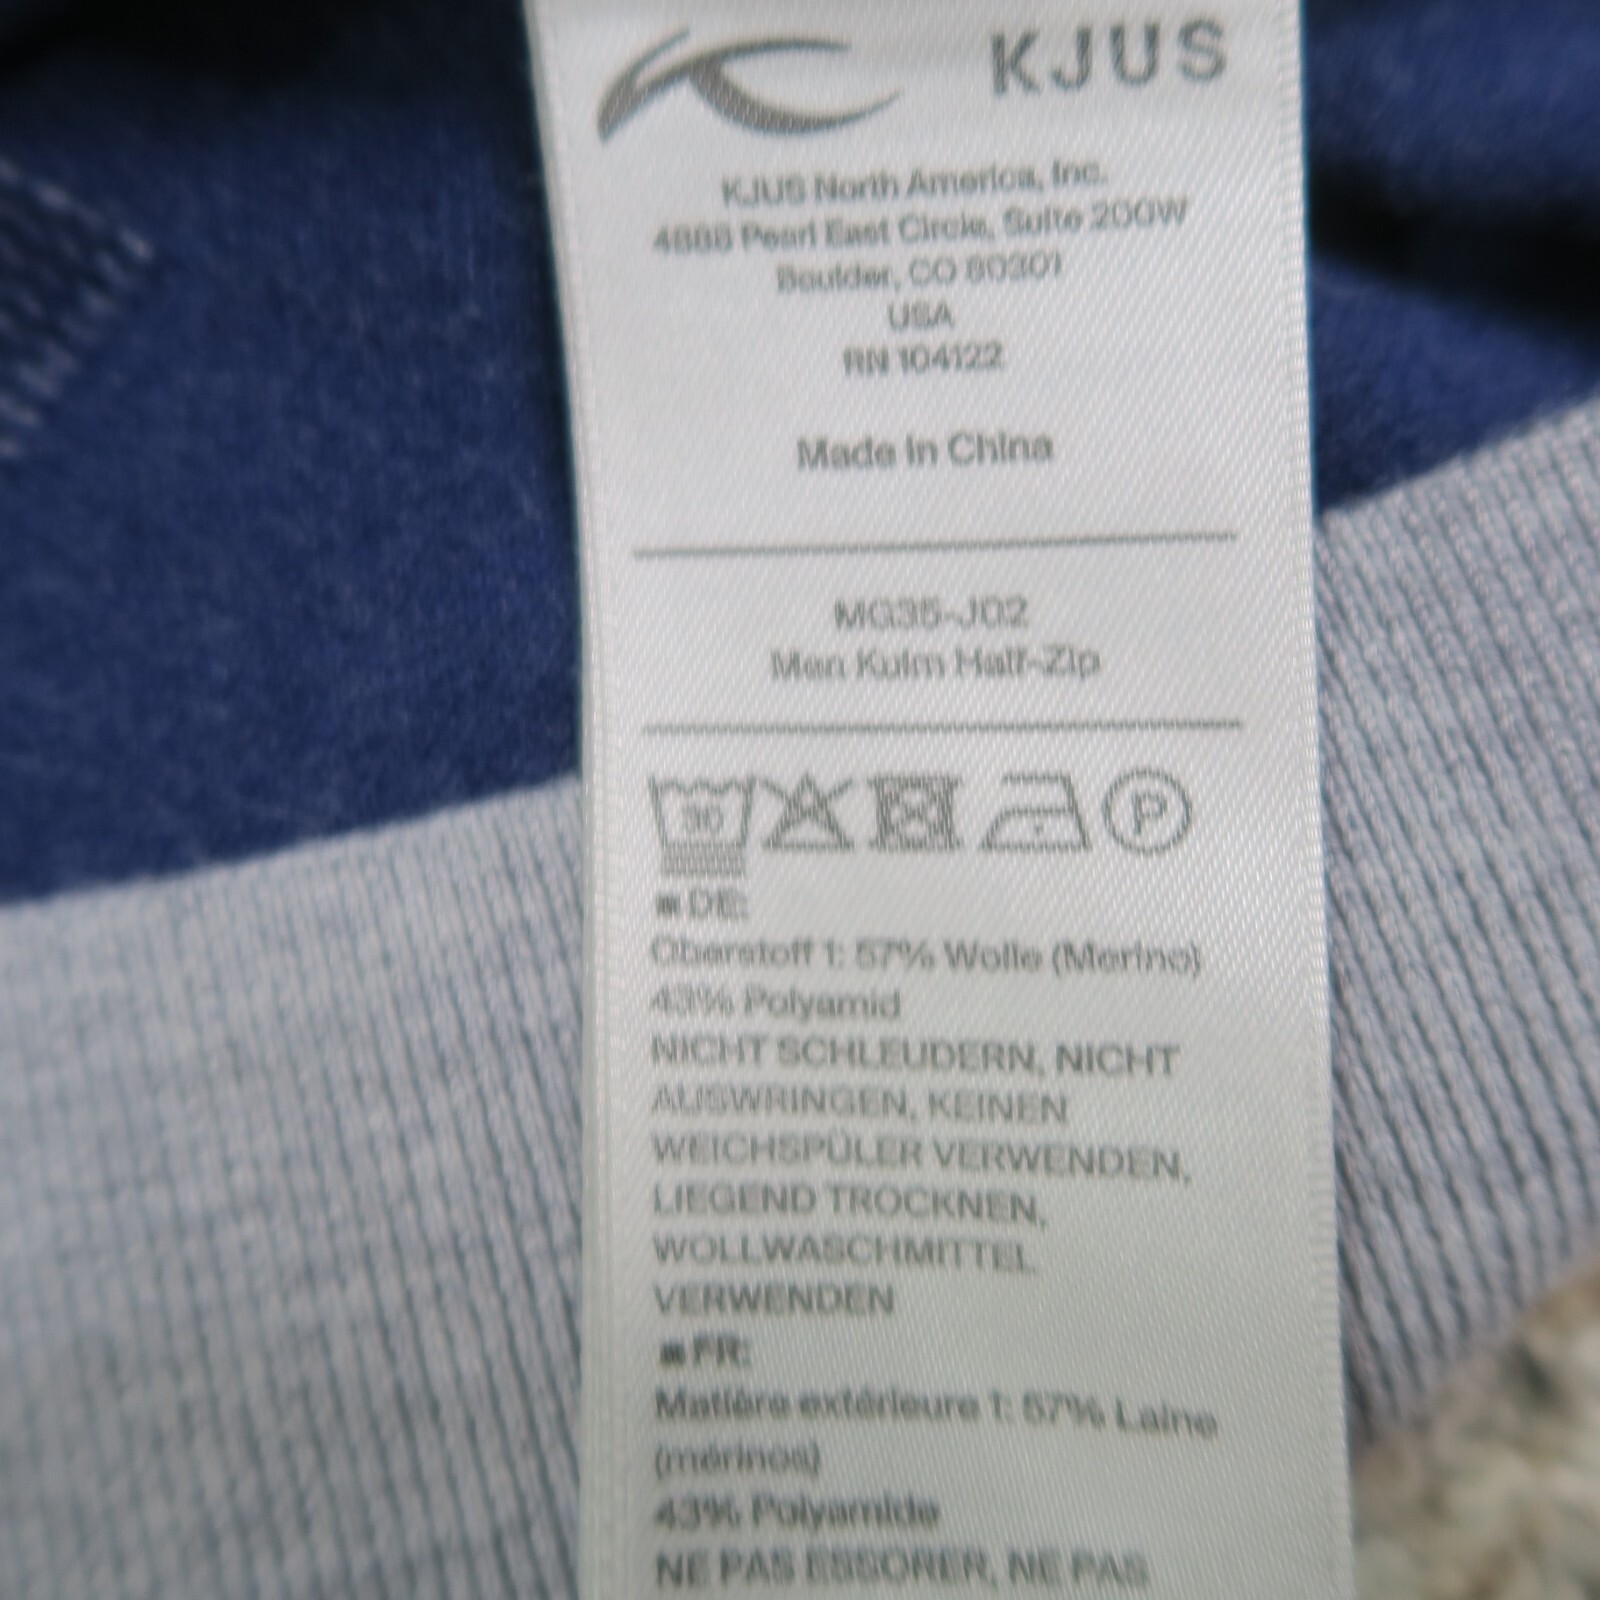 KJUS
KJUS North America, Inc.
4888 Pearl East Circle, Suite 200W
Boulder, CO 80301
USA
RN 104122
Made in China
MG35-J02
Men Kulm Half-Zip
30
P
DE:
Oberstoff 1: 57% Wolle (Merino)
43% Polyamid
NICHT SCHLEUDERN, NICHT
AUSWRINGEN, KEINEN
WEICHSPÜLER VERWENDEN,
LIEGEND TROCKNEN,
WOLLWASCHMITTEL
VERWENDEN
FR:
Matière extérieure 1: 57% Laine
(mérinos)
43% Polyamide
NE PAS ESSORER, NE PAS